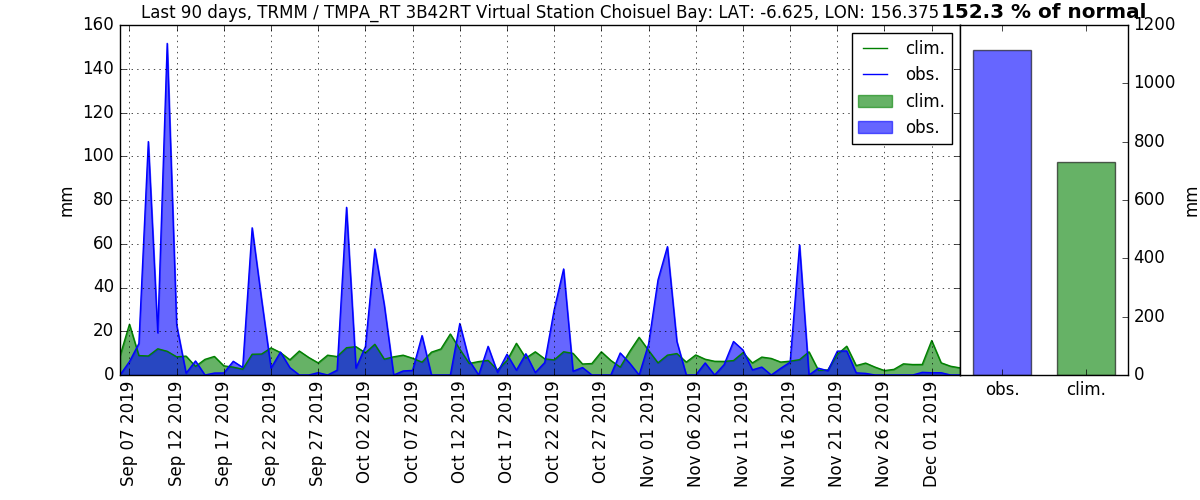 Last 90 days, TRMM / TMPA_RT 3B42RT Virtual Station Choisuel Bay: LAT: -6.625, LON: 156.375
152.3 % of normal
160
140
120
100
80
60
40
20
0
mm
clim.
obs.
clim.
obs.
Sep 07 2019
Sep 12 2019
Sep 17 2019
Sep 22 2019
Sep 27 2019
Oct 02 2019
Oct 07 2019
Oct 12 2019
Oct 17 2019
Oct 22 2019
Oct 27 2019
Nov 01 2019
Nov 06 2019
Nov 11 2019
Nov 16 2019
Nov 21 2019
Nov 26 2019
Dec 01 2019
1200
1000
800
600
400
200
0
mm
obs.
clim.